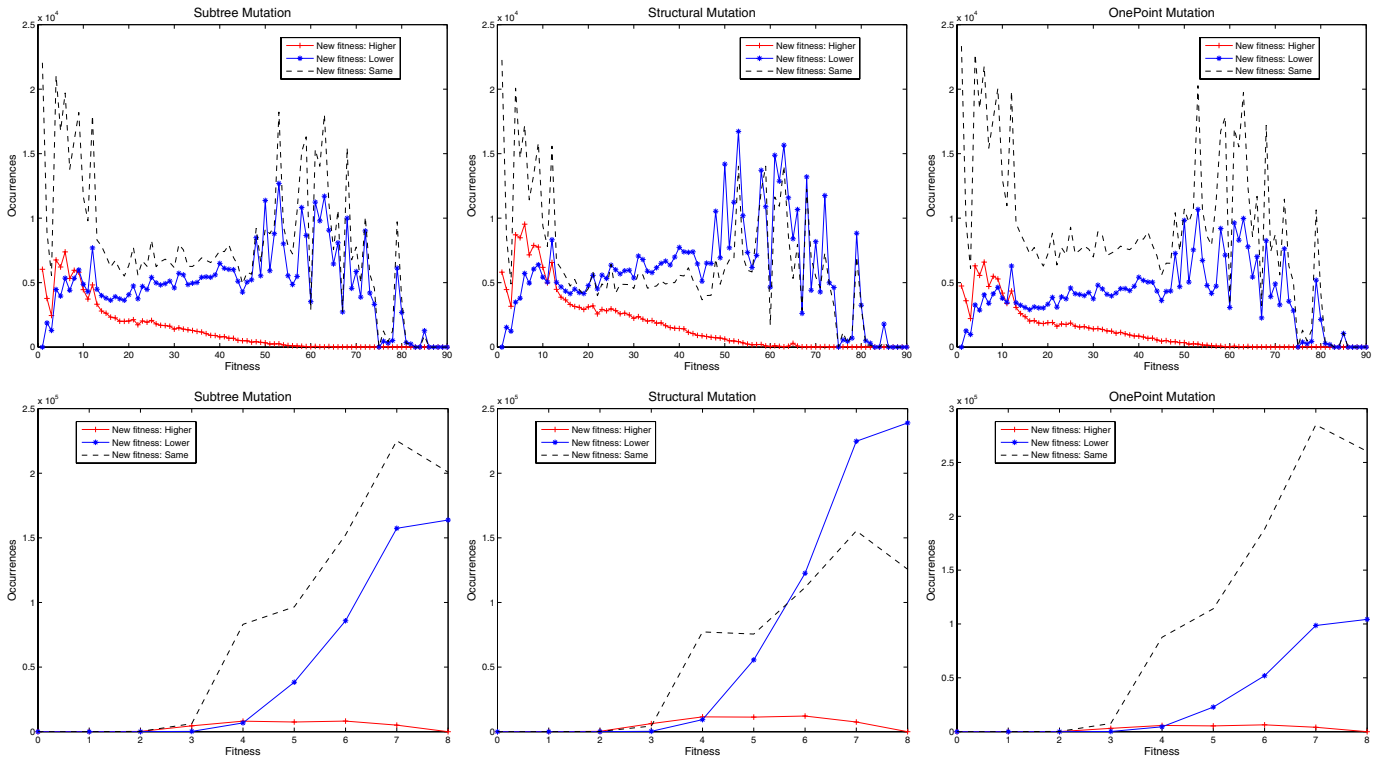 Subtree Mutation
x 10^4
2.5
2
1.5
1
0.5
0
Occurrences
New fitness: Higher
New fitness: Lower
New fitness: Same
0 10 20 30 40 50 60 70 80 90
Fitness
Structural Mutation
x 10^4
2.5
2
1.5
1
0.5
0
Occurrences
New fitness: Higher
New fitness: Lower
New fitness: Same
0 10 20 30 40 50 60 70 80 90
Fitness
OnePoint Mutation
x 10^4
2.5
2
1.5
1
0.5
0
Occurrences
New fitness: Higher
New fitness: Lower
New fitness: Same
0 10 20 30 40 50 60 70 80 90
Fitness
Subtree Mutation
x 10^5
2.5
2
1.5
1
0.5
0
Occurrences
New fitness: Higher
New fitness: Lower
New fitness: Same
0 1 2 3 4 5 6 7 8
Fitness
Structural Mutation
x 10^5
2.5
2
1.5
1
0.5
0
Occurrences
New fitness: Higher
New fitness: Lower
New fitness: Same
0 1 2 3 4 5 6 7 8
Fitness
OnePoint Mutation
x 10^5
3
2.5
2
1.5
1
0.5
0
Occurrences
New fitness: Higher
New fitness: Lower
New fitness: Same
0 1 2 3 4 5 6 7 8
Fitness